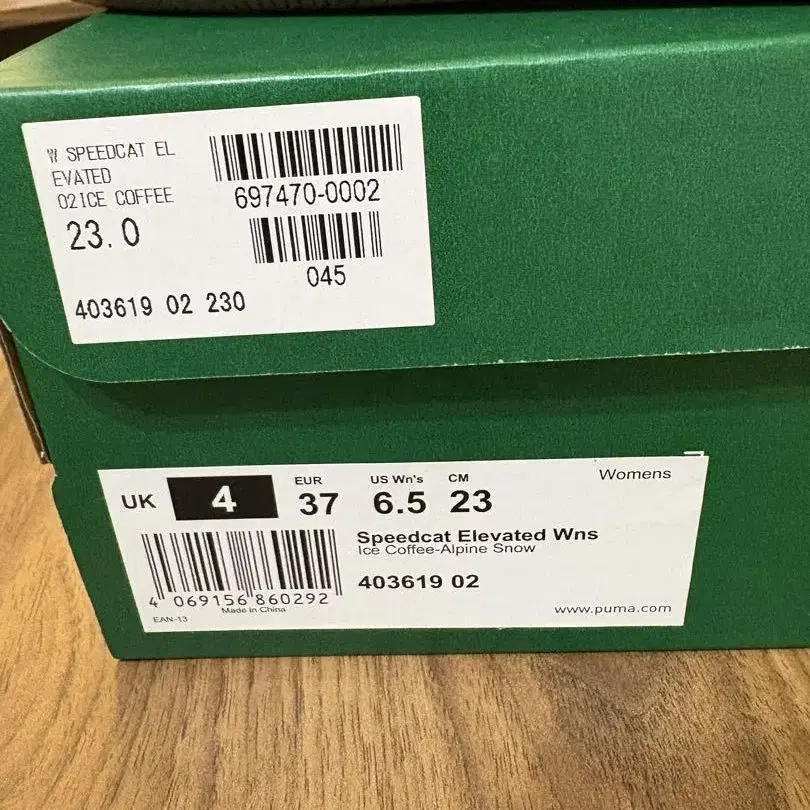 W SPEEDCAT EL
EVATED
02ICE COFFEE
23.0
697470-0002
045
403619 02 230
Womens
UK 4
EUR 37
US Wn's 6.5
CM 23
Speedcat Elevated Wns
Ice Coffee-Alpine Snow
403619 02
4 069156 860292
Made in China
EAN-13
www.puma.com